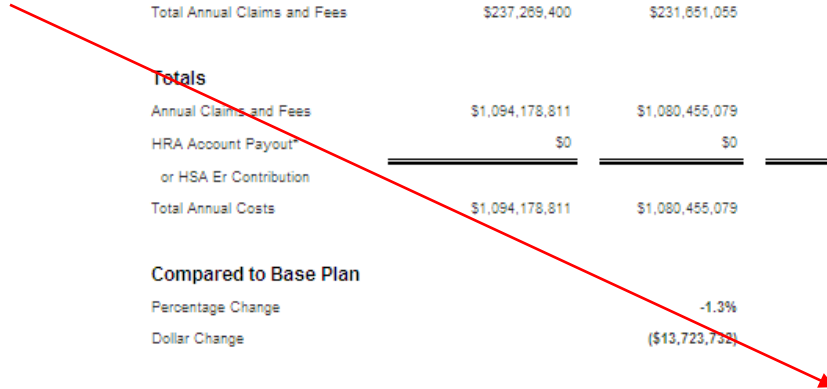 Total Annual Claims and Fees $237,269,400 $231,651,055
Totals
Annual Claims and Fees $1,094,178,811 $1,080,455,079
HRA Account Payout* $0 $0
or HSA Er Contribution
Total Annual Costs $1,094,178,811 $1,080,455,079
Compared to Base Plan
Percentage Change -1.3%
Dollar Change ($13,723,732)